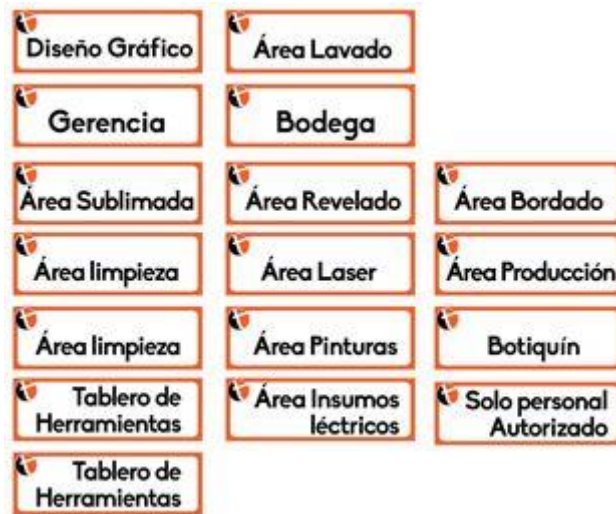 Diseño Gráfico
Área Lavado
Gerencia
Bodega
Área Sublimada
Área Revelado
Área Bordado
Área limpieza
Área Laser
Área Producción
Área limpieza
Área Pinturas
Botiquín
Tablero de
Herramientas
Área Insumos
léctricos
Solo personal
Autorizado
Tablero de
Herramientas